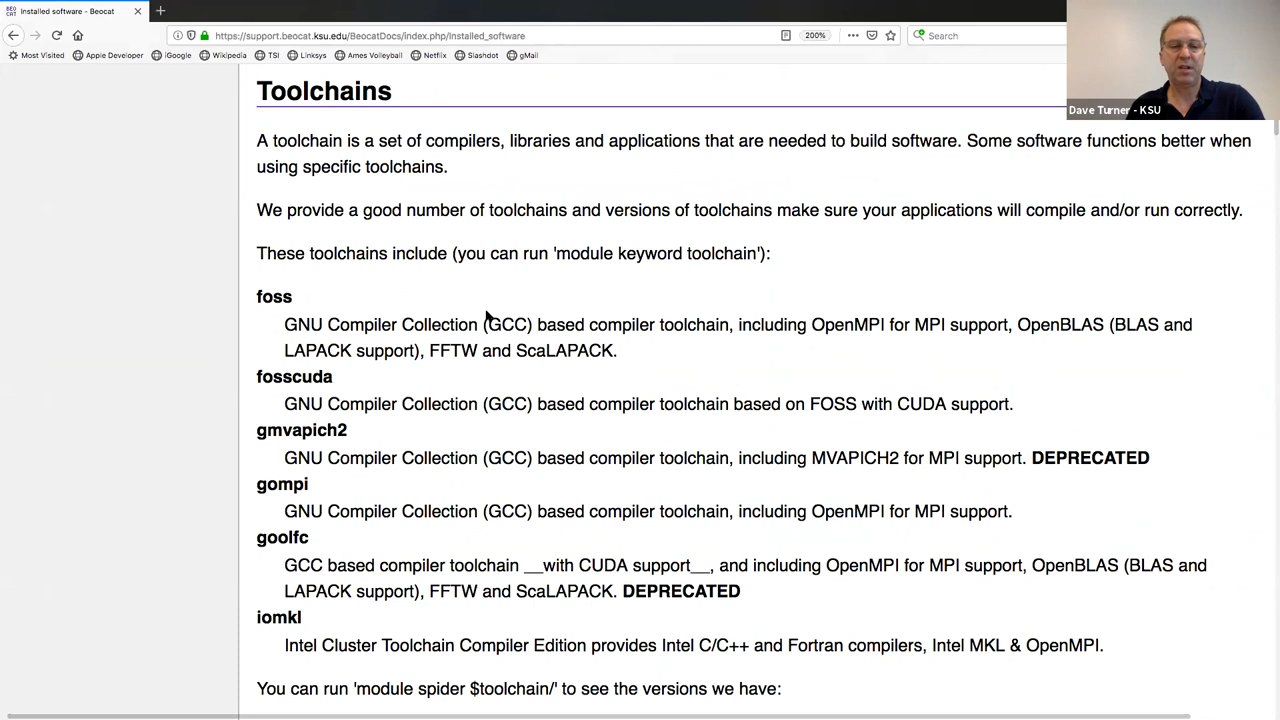 Installed software - Beocat
https://support.beocat.ksu.edu/BeocatDocs/index.php/Installed_software
200%
Search
Most Visited
Apple Developer
iGoogle
Wikipedia
TSI
Linksys
Ames Volleyball
Netflix
Slashdot
gMail
Dave Turner - KSU
Toolchains
A toolchain is a set of compilers, libraries and applications that are needed to build software. Some software functions better when
using specific toolchains.
We provide a good number of toolchains and versions of toolchains make sure your applications will compile and/or run correctly.
These toolchains include (you can run 'module keyword toolchain'):
foss
GNU Compiler Collection (GCC) based compiler toolchain, including OpenMPI for MPI support, OpenBLAS (BLAS and
LAPACK support), FFTW and ScaLAPACK.
fosscuda
GNU Compiler Collection (GCC) based compiler toolchain based on FOSS with CUDA support.
gmvapich2
GNU Compiler Collection (GCC) based compiler toolchain, including MVAPICH2 for MPI support. DEPRECATED
gompi
GNU Compiler Collection (GCC) based compiler toolchain, including OpenMPI for MPI support.
goolfc
GCC based compiler toolchain __with CUDA support__, and including OpenMPI for MPI support, OpenBLAS (BLAS and
LAPACK support), FFTW and ScaLAPACK. DEPRECATED
iomkl
Intel Cluster Toolchain Compiler Edition provides Intel C/C++ and Fortran compilers, Intel MKL & OpenMPI.
You can run 'module spider $toolchain/' to see the versions we have: